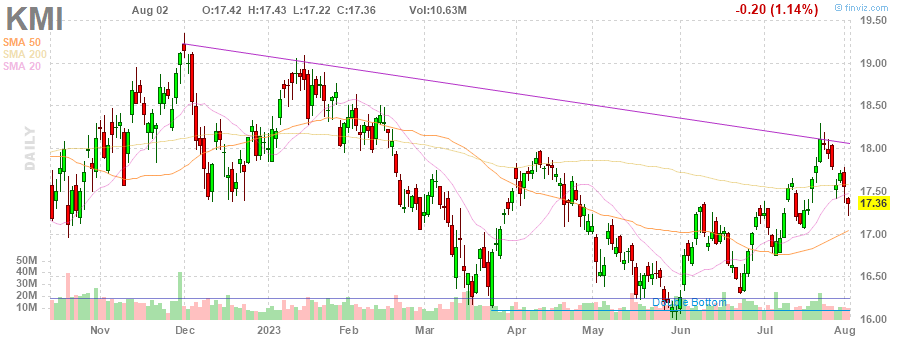 KMI Aug 02 O:17.42 H:17.43 L:17.22 C:17.36 Vol:10.63M -0.20 (1.14%) finviz.com
SMA 50
SMA 200
SMA 20
DAILY
19.50
19.00
18.50
18.00
17.50
17.36
17.00
16.50
16.00
50M
40M
30M
20M
10M
Double Bottom
Nov Dec 2023 Feb Mar Apr May Jun Jul Aug